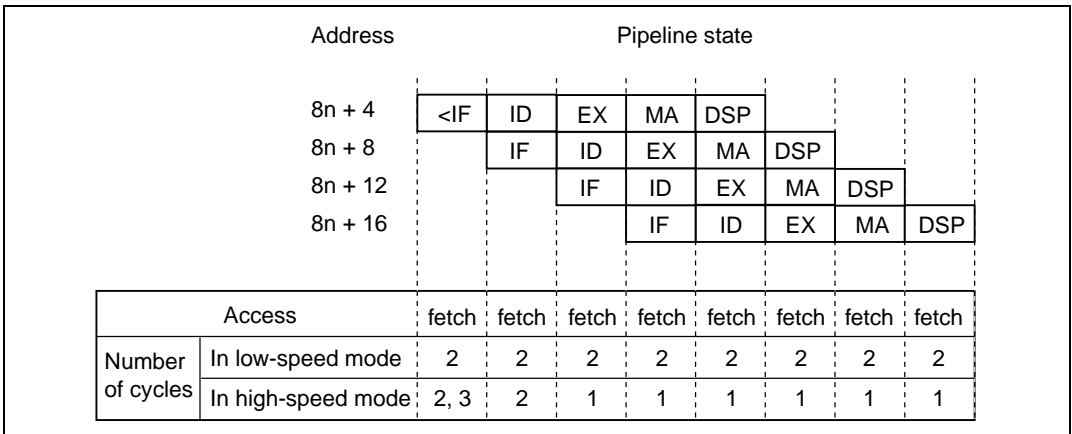 Address Pipeline state
8n + 4 <IF ID EX MA DSP
8n + 8 IF ID EX MA DSP
8n + 12 IF ID EX MA DSP
8n + 16 IF ID EX MA DSP
Access fetch fetch fetch fetch fetch fetch fetch fetch
Number of cycles In low-speed mode 2 2 2 2 2 2 2 2
In high-speed mode 2, 3 2 1 1 1 1 1 1